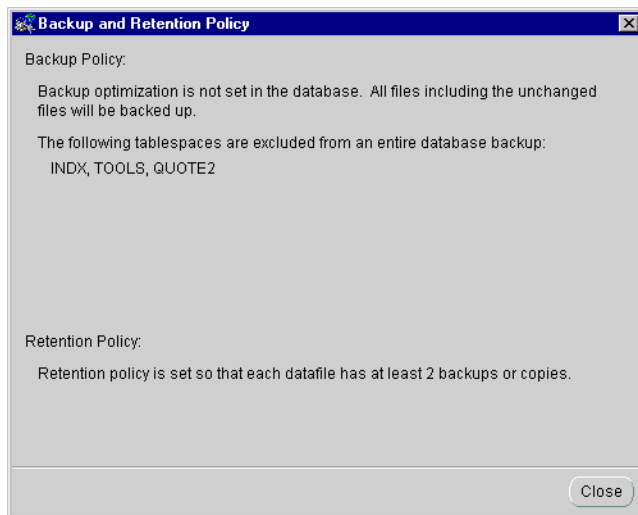 Backup and Retention Policy
Backup Policy:
Backup optimization is not set in the database.  All files including the unchanged
files will be backed up.
The following tablespaces are excluded from an entire database backup:
INDX, TOOLS, QUOTE2
Retention Policy:
Retention policy is set so that each datafile has at least 2 backups or copies.
Close